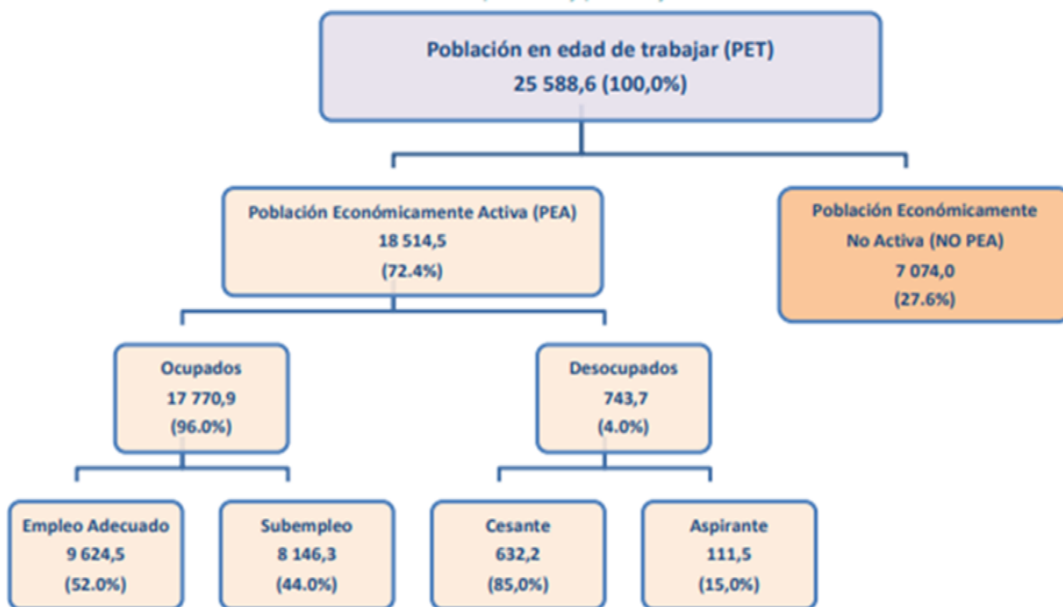 Población en edad de trabajar (PET)
25 588,6 (100,0%)
Población Económicamente Activa (PEA)
18 514,5
(72.4%)
Población Económicamente
No Activa (NO PEA)
7 074,0
(27.6%)
Ocupados
17 770,9
(96.0%)
Desocupados
743,7
(4.0%)
Empleo Adecuado
9 624,5
(52.0%)
Subempleo
8 146,3
(44.0%)
Cesante
632,2
(85,0%)
Aspirante
111,5
(15,0%)